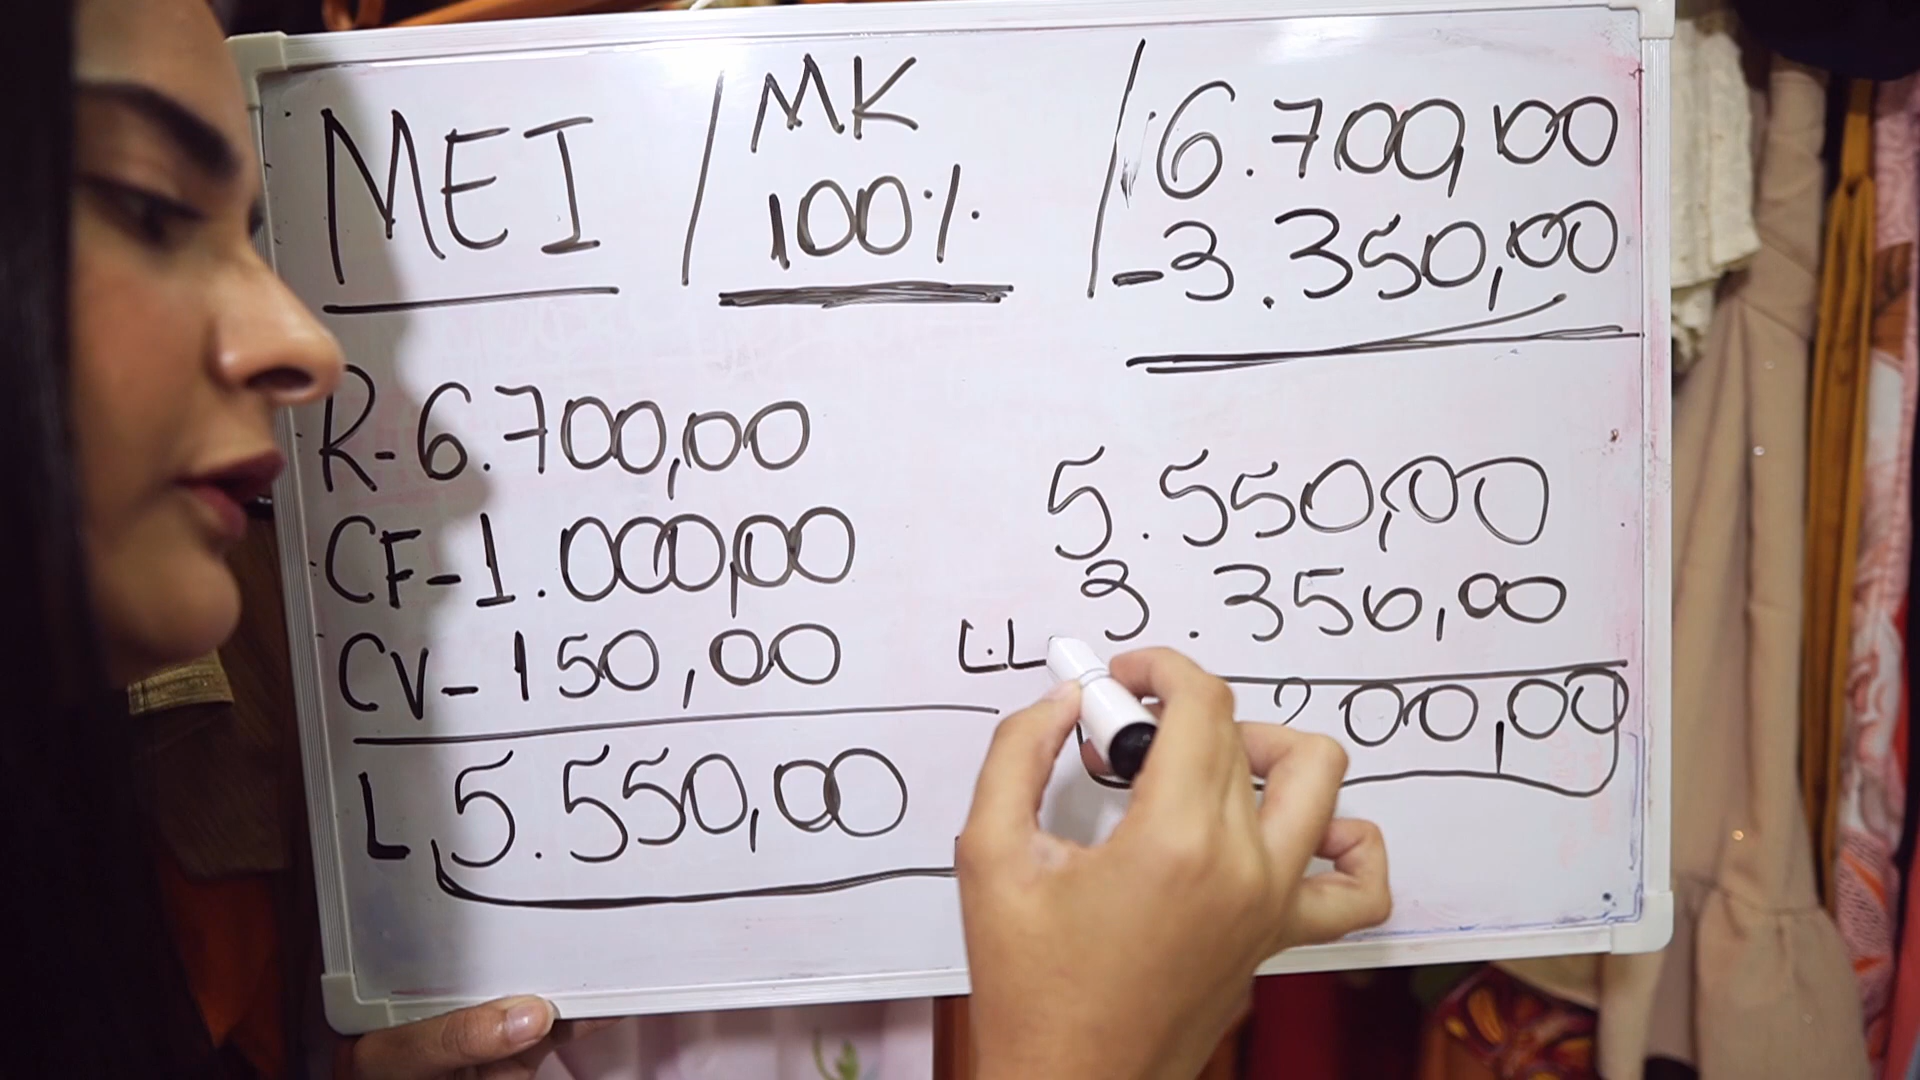 MEI / MK / 6.700,00
100%
-3.350,00
R-6.700,00
CF-1.000,00
CV-150,00
L 5.550,00
5.550,00
3.350,00
L.L
200,00